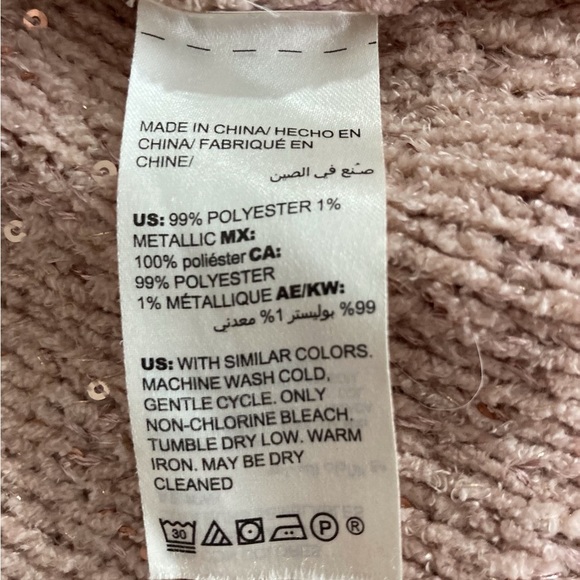 MADE IN CHINA/ HECHO EN
CHINA/ FABRIQUÉ EN
CHINE/
صنع في الصين
US: 99% POLYESTER 1%
METALLIC MX:
100% poliéster CA:
99% POLYESTER
1% MÉTALLIQUE AE/KW:
99% بوليستر 1% معدني
US: WITH SIMILAR COLORS.
MACHINE WASH COLD,
GENTLE CYCLE. ONLY
NON-CHLORINE BLEACH.
TUMBLE DRY LOW. WARM
IRON. MAY BE DRY
CLEANED
30 P ®